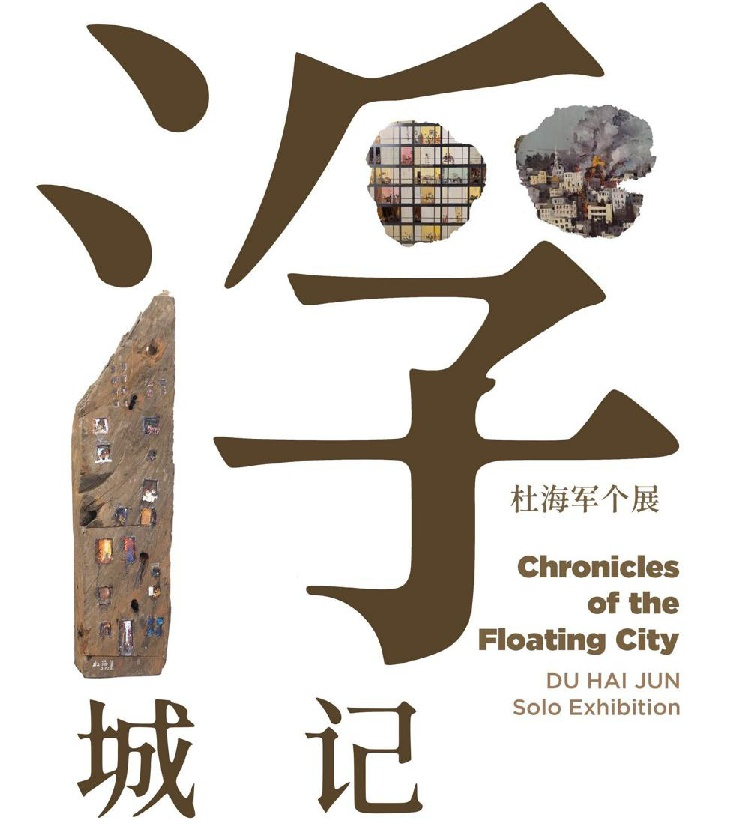 浮
城 记
杜海军个展
Chronicles
of the
Floating City
DU HAI JUN
Solo Exhibition